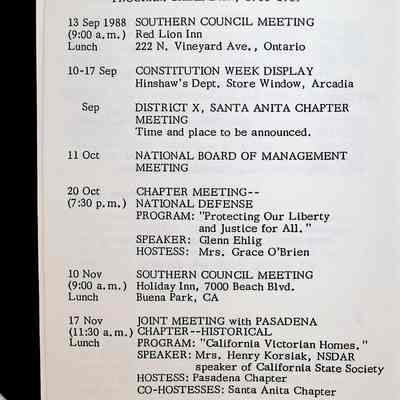 13 Sep 1988 SOUTHERN COUNCIL MEETING
(9:00 a.m.) Red Lion Inn
Lunch 222 N. Vineyard Ave., Ontario
10-17 Sep CONSTITUTION WEEK DISPLAY
Hinshaw's Dept. Store Window, Arcadia
Sep DISTRICT X, SANTA ANITA CHAPTER
MEETING
Time and place to be announced.
11 Oct NATIONAL BOARD OF MANAGEMENT
MEETING
20 Oct CHAPTER MEETING--
(7:30 p.m.) NATIONAL DEFENSE
PROGRAM: "Protecting Our Liberty
and Justice for All."
SPEAKER: Glenn Ehlig
HOSTESS: Mrs. Grace O'Brien
10 Nov SOUTHERN COUNCIL MEETING
(9:00 a.m.) Holiday Inn, 7000 Beach Blvd.
Lunch Buena Park, CA
17 Nov JOINT MEETING with PASADENA
(11:30 a.m.) CHAPTER--HISTORICAL
Lunch PROGRAM: "California Victorian Homes."
SPEAKER: Mrs. Henry Korsiak, NSDAR
speaker of California State Society
HOSTESS: Pasadena Chapter
CO-HOSTESSES: Santa Anita Chapter